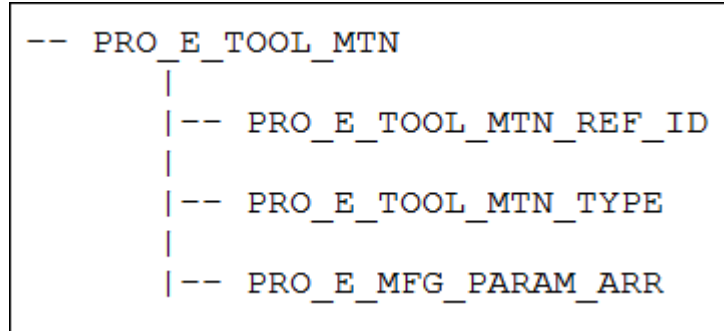 -- PRO_E_TOOL_MTN
|
|-- PRO_E_TOOL_MTN_REF_ID
|
|-- PRO_E_TOOL_MTN_TYPE
|
|-- PRO_E_MFG_PARAM_ARR